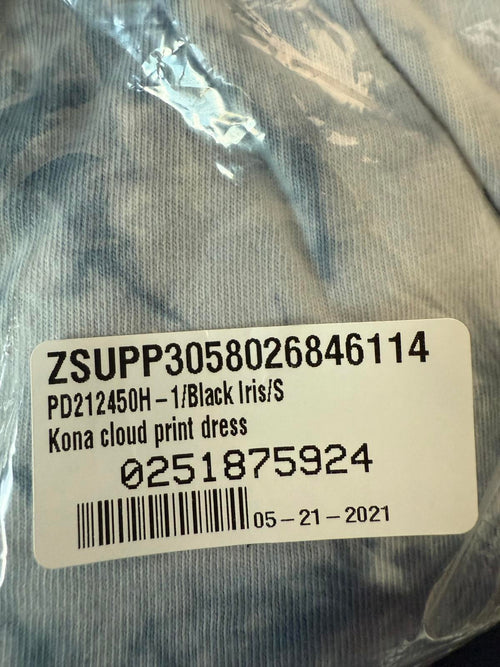 ZSUPP3058026846114
PD212450H-1/Black Iris/S
Kona cloud print dress
0251875924
05-21-2021